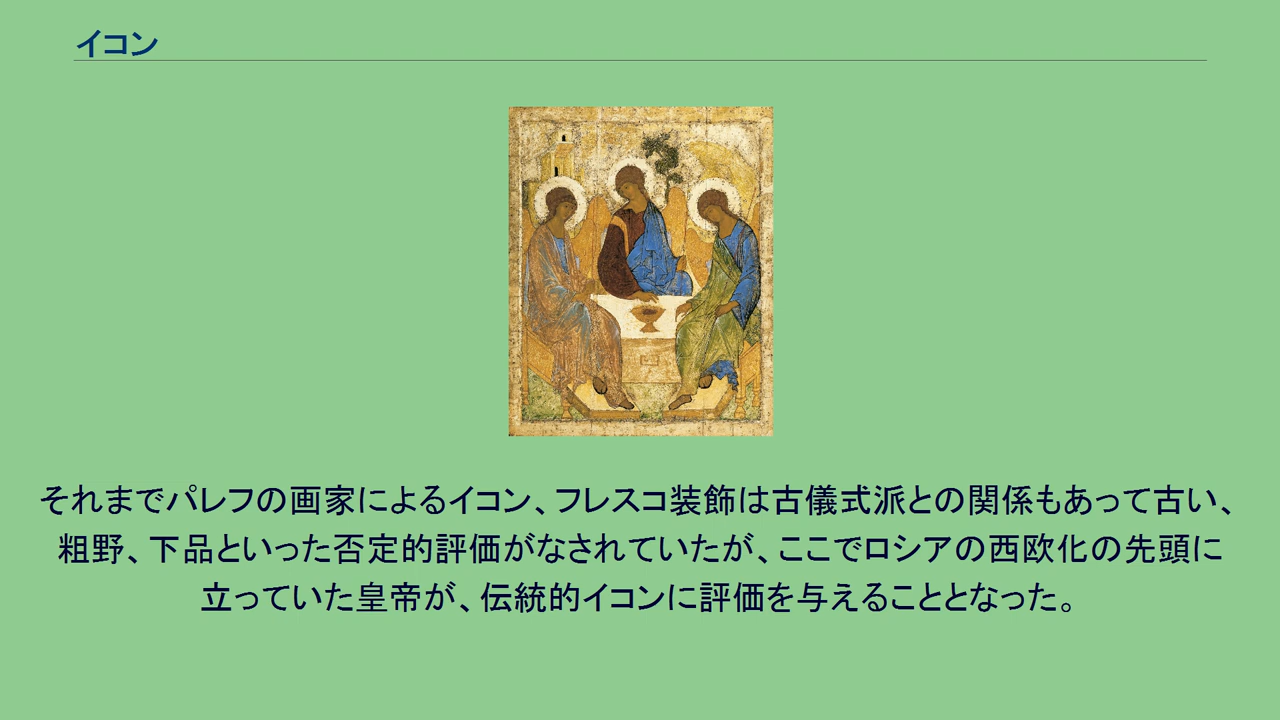 イコン
それまでパレフの画家によるイコン、フレスコ装飾は古儀式派との関係もあって古い、
粗野、下品といった否定的評価がなされていたが、ここでロシアの西欧化の先頭に
立っていた皇帝が、伝統的イコンに評価を与えることとなった。